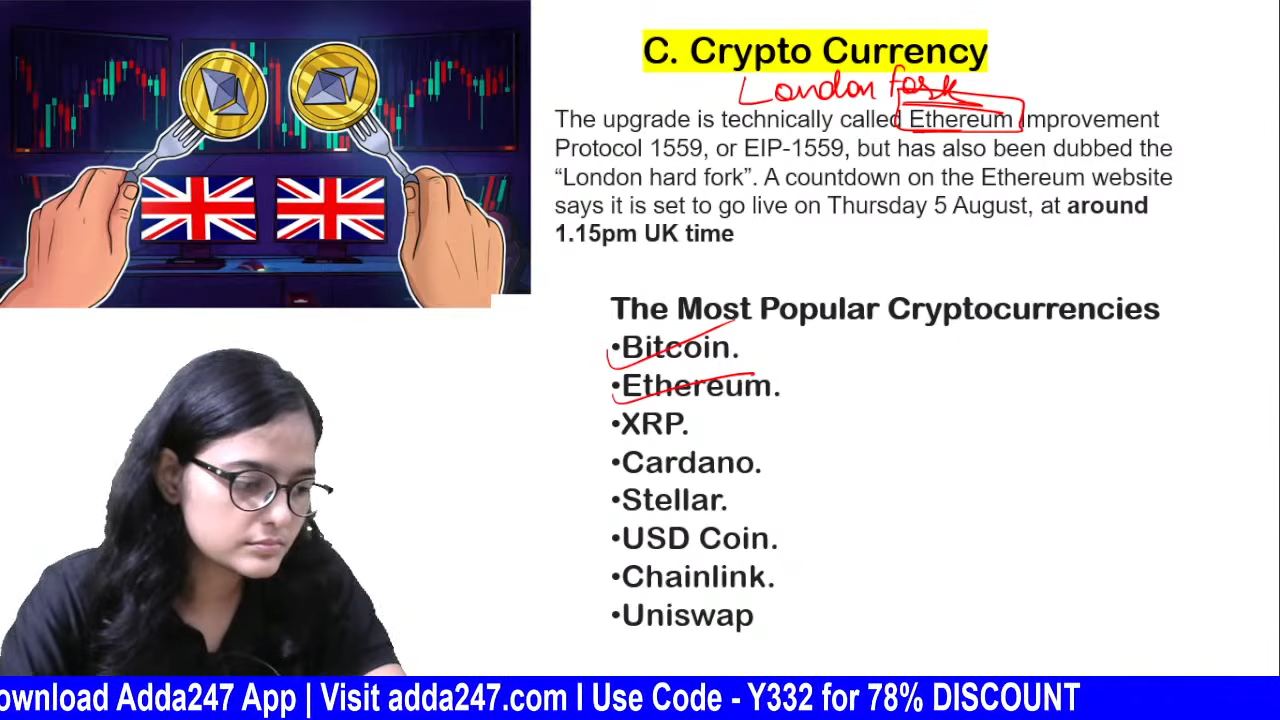 C. Crypto Currency
London fork
The upgrade is technically called Ethereum Improvement
Protocol 1559, or EIP-1559, but has also been dubbed the
“London hard fork”. A countdown on the Ethereum website
says it is set to go live on Thursday 5 August, at around
1.15pm UK time
The Most Popular Cryptocurrencies
•Bitcoin.
•Ethereum.
•XRP.
•Cardano.
•Stellar.
•USD Coin.
•Chainlink.
•Uniswap
ownload Adda247 App | Visit adda247.com I Use Code - Y332 for 78% DISCOUNT